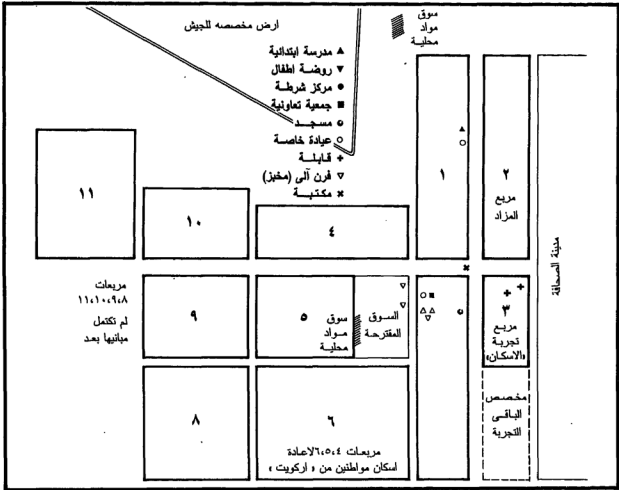 ارض مخصصه للجيش
سوق
مواد
محلية
▲ مدرسة ابتدائية
▼ روضة اطفال
● مركز شرطة
■ جمعية تعاونية
مسجد
○ عيادة خاصة
+ قابلة
▽ فرن آلى (مخبز)
✖ مكتبة
١
٢
مربع
المزاد
مدينة الصحافة
١١
١٠
٤
مربعات
١١،١٠،٩،٨
لم تكتمل
مبانيها بعد
٩
٥
سوق
مواد
محلية
السوق
المقترحة
٣
مربع
تجربة
«الاسكان»
مخصص
الباقى
التجربة
٨
٦
مربعات ٦،٥،٤ لاعادة
اسكان مواطنين من « اركويت »